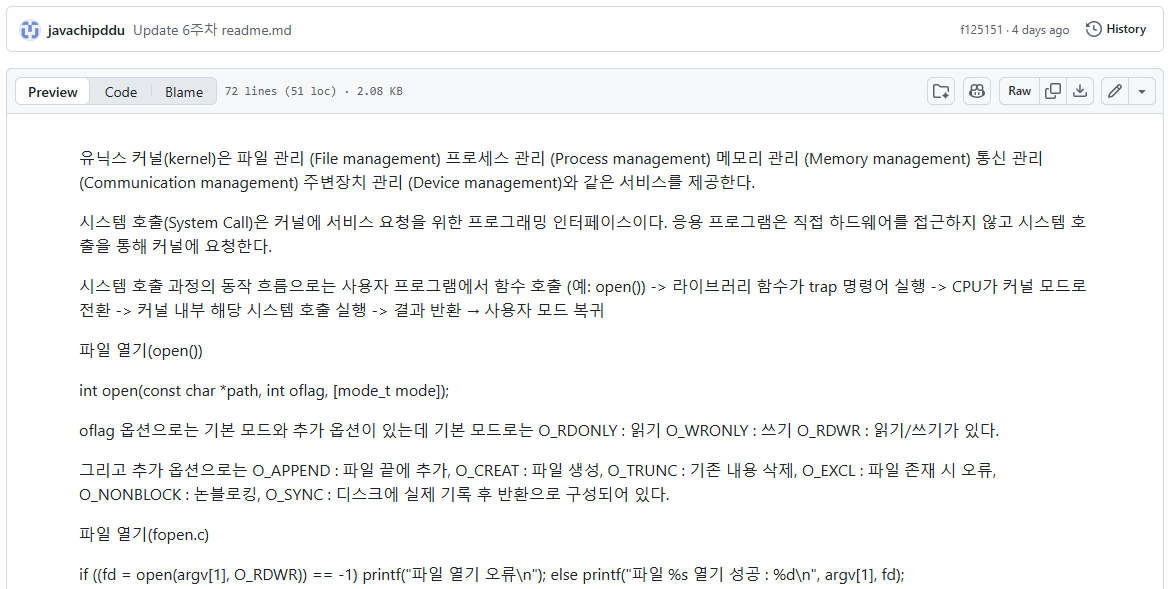 javachipddu Update 6주차 readme.md f125151 · 4 days ago History
Preview Code Blame 72 lines (51 loc) · 2.08 KB Raw
유닉스 커널(kernel)은 파일 관리 (File management) 프로세스 관리 (Process management) 메모리 관리 (Memory management) 통신 관리
(Communication management) 주변장치 관리 (Device management)와 같은 서비스를 제공한다.
시스템 호출(System Call)은 커널에 서비스 요청을 위한 프로그래밍 인터페이스이다. 응용 프로그램은 직접 하드웨어를 접근하지 않고 시스템 호
출을 통해 커널에 요청한다.
시스템 호출 과정의 동작 흐름으로는 사용자 프로그램에서 함수 호출 (예: open()) -> 라이브러리 함수가 trap 명령어 실행 -> CPU가 커널 모드로
전환 -> 커널 내부 해당 시스템 호출 실행 -> 결과 반환 → 사용자 모드 복귀
파일 열기(open())
int open(const char *path, int oflag, [mode_t mode]);
oflag 옵션으로는 기본 모드와 추가 옵션이 있는데 기본 모드로는 O_RDONLY : 읽기 O_WRONLY : 쓰기 O_RDWR : 읽기/쓰기가 있다.
그리고 추가 옵션으로는 O_APPEND : 파일 끝에 추가, O_CREAT : 파일 생성, O_TRUNC : 기존 내용 삭제, O_EXCL : 파일 존재 시 오류,
O_NONBLOCK : 논블로킹, O_SYNC : 디스크에 실제 기록 후 반환으로 구성되어 있다.
파일 열기(fopen.c)
if ((fd = open(argv[1], O_RDWR)) == -1) printf("파일 열기 오류\n"); else printf("파일 %s 열기 성공 : %d\n", argv[1], fd);